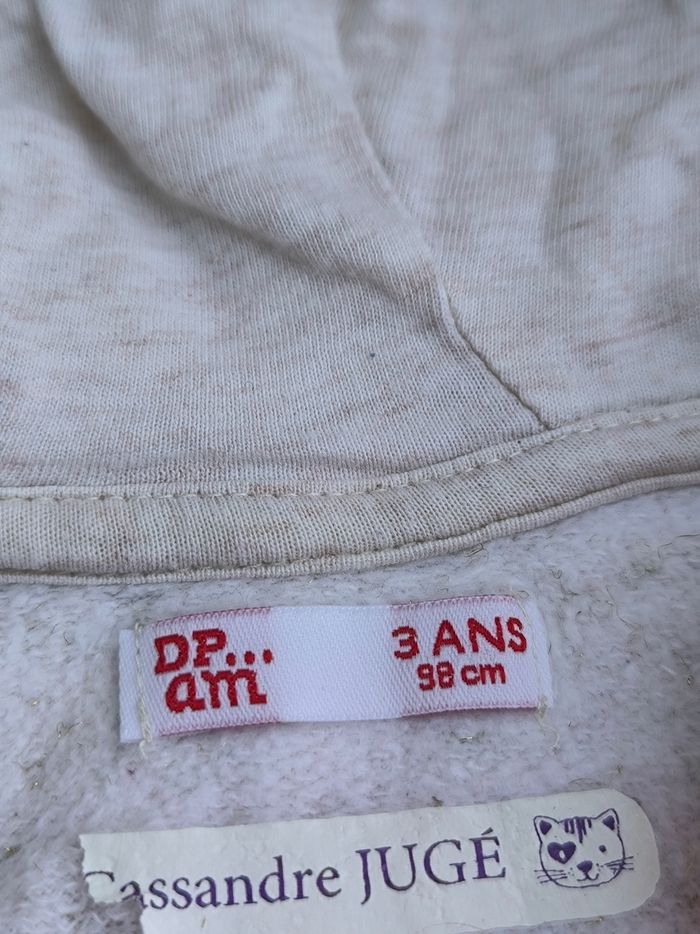 DP...
am
3 ANS
98 cm
Cassandre JUGÉ